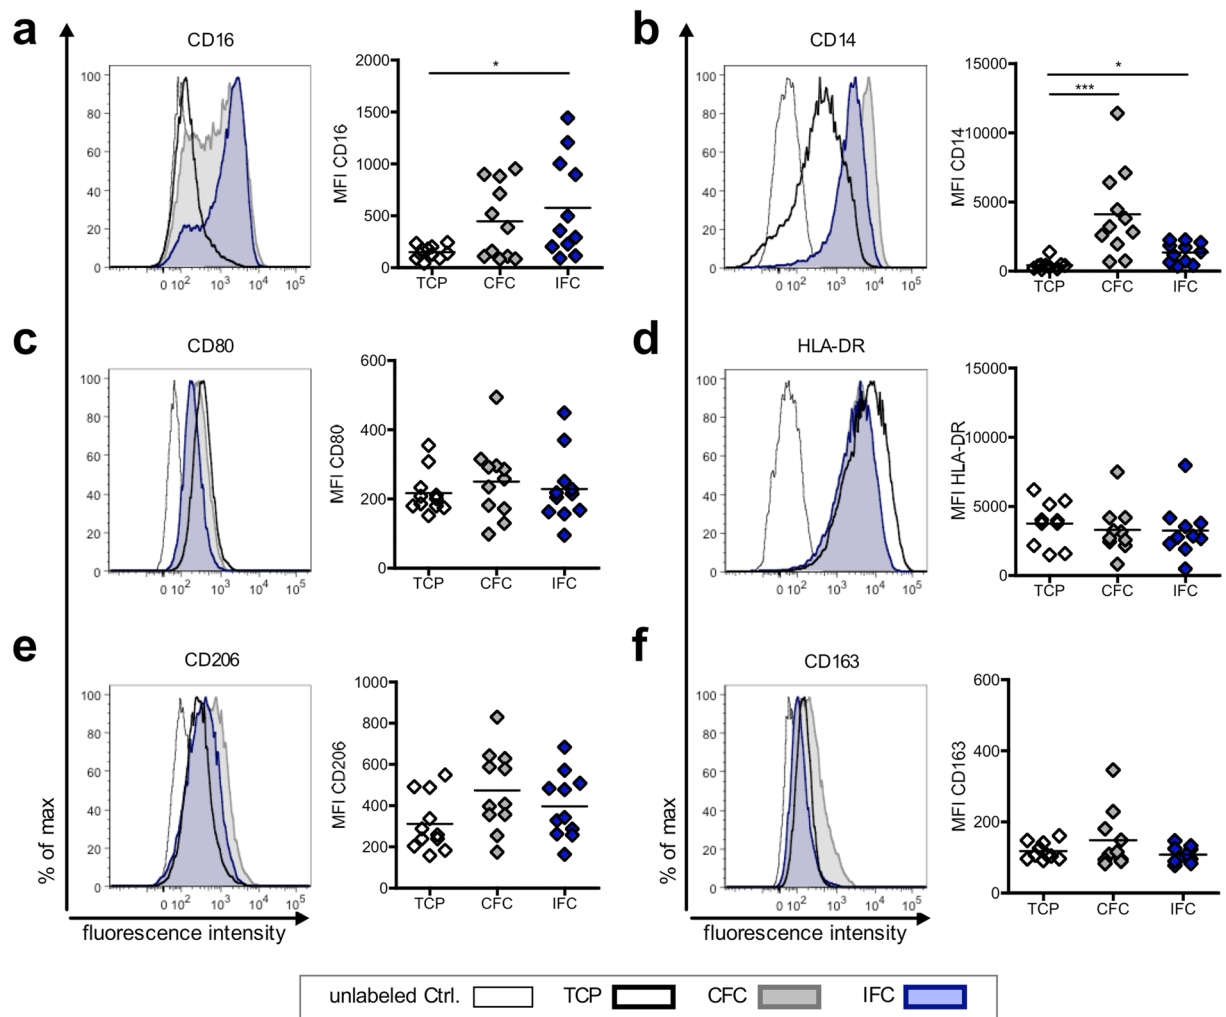 a
CD16
100
80
60
40
20
0
0 10² 10³ 10⁴ 10⁵
MFI CD16
2000
1500
1000
500
0
*
TCP CFC IFC
b
CD14
100
80
60
40
20
0
0 10² 10³ 10⁴ 10⁵
MFI CD14
15000
10000
5000
0
*
***
TCP CFC IFC
c
CD80
100
80
60
40
20
0
0 10² 10³ 10⁴ 10⁵
MFI CD80
600
400
200
0
TCP CFC IFC
d
HLA-DR
100
80
60
40
20
0
0 10² 10³ 10⁴ 10⁵
MFI HLA-DR
15000
10000
5000
0
TCP CFC IFC
e
CD206
100
80
60
40
20
0
0 10² 10³ 10⁴ 10⁵
MFI CD206
1000
800
600
400
200
0
TCP CFC IFC
f
CD163
100
80
60
40
20
0
0 10² 10³ 10⁴ 10⁵
MFI CD163
600
400
200
0
TCP CFC IFC
% of max
fluorescence intensity
% of max
fluorescence intensity
unlabeled Ctrl. TCP CFC IFC